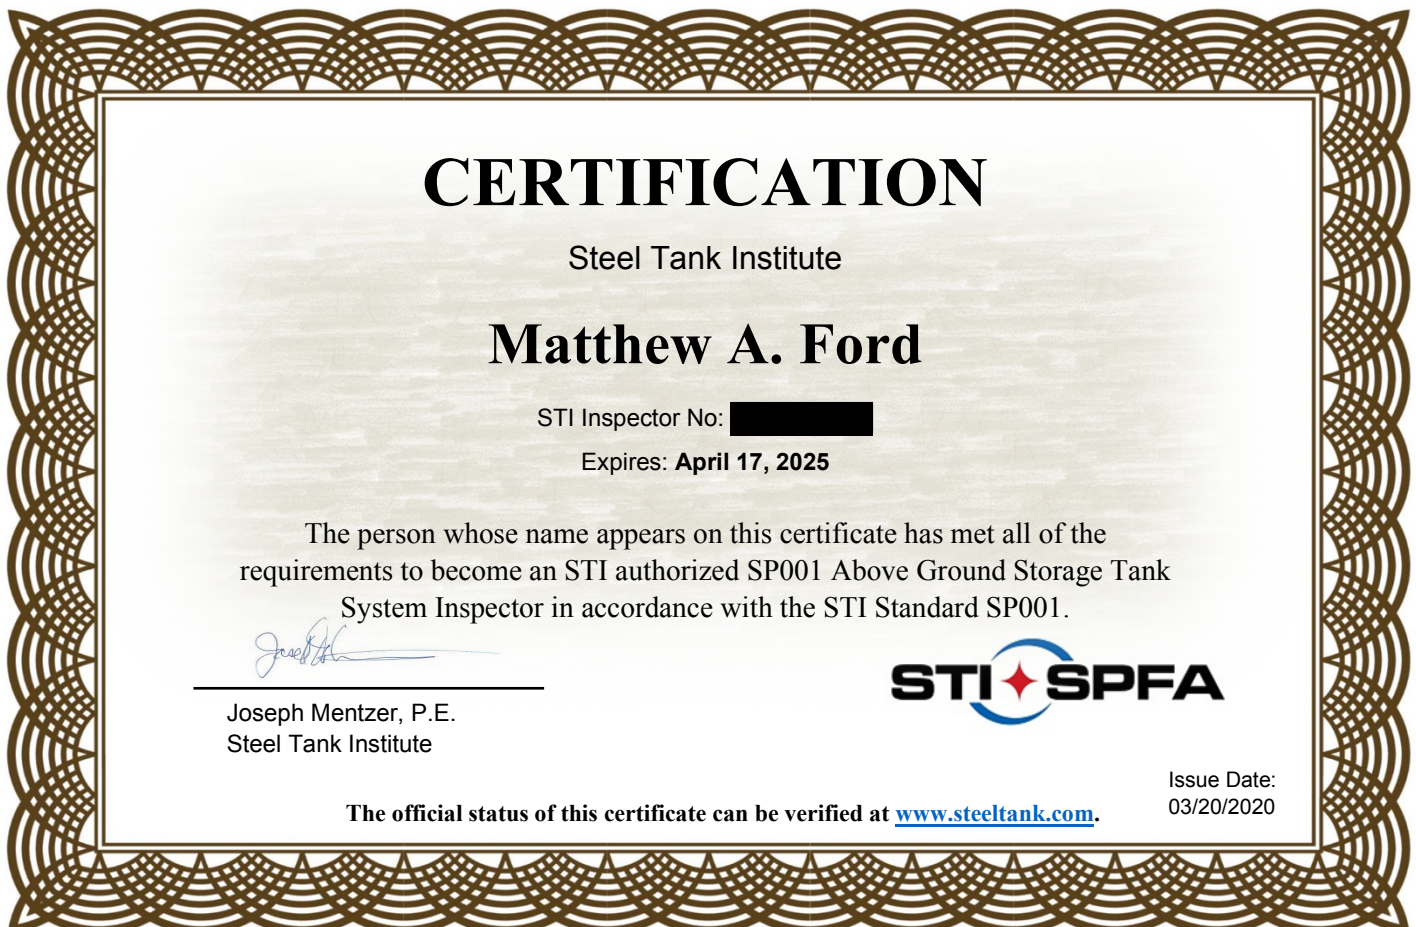 CERTIFICATION
Steel Tank Institute
Matthew A. Ford
STI Inspector No:
Expires: April 17, 2025
The person whose name appears on this certificate has met all of the
requirements to become an STI authorized SP001 Above Ground Storage Tank
System Inspector in accordance with the STI Standard SP001.
Joseph Mentzer, P.E.
Steel Tank Institute
STI SPFA
Issue Date:
03/20/2020
The official status of this certificate can be verified at www.steeltank.com.